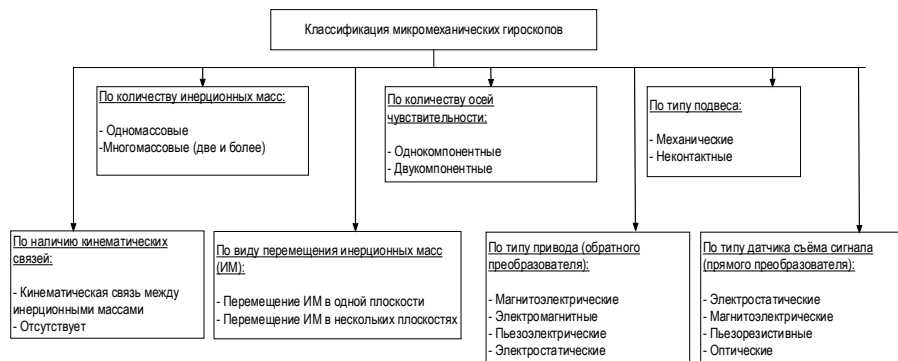 Классификация микромеханических гироскопов
По количеству инерционных масс:
- Одномассовые
-Многомассовые (две и более)
По количеству осей
чувствительности:
- Однокомпонентные
- Двукомпонентные
По типу подвеса:
- Механические
- Неконтактные
По наличию кинематических
связей:
- Кинематическая связь между
инерционными массами
- Отсутствует
По виду перемещения инерционных масс
(ИМ):
- Перемещение ИМ в одной плоскости
- Перемещение ИМ в нескольких плоскостях
По типу привода (обратного
преобразователя):
- Магнитоэлектрические
- Электромагнитные
- Пьезоэлектрические
- Электростатические
По типу датчика съёма сигнала
(прямого преобразователя):
- Электростатические
- Магнитоэлектрические
- Пьезорезистивные
- Оптические